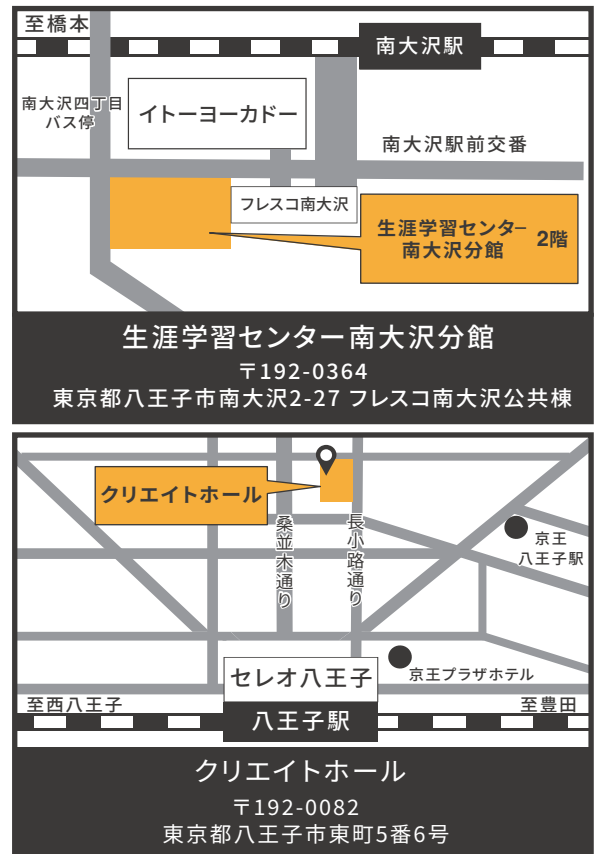 至橋本
南大沢駅
南大沢四丁目
バス停
イトーヨーカドー
南大沢駅前交番
フレスコ南大沢
生涯学習センター
南大沢分館
2階
生涯学習センター南大沢分館
〒192-0364
東京都八王子市南大沢2-27 フレスコ南大沢公共棟
クリエイトホール
桑並木通り
長小路通り
京王
八王子駅
セレオ八王子
京王プラザホテル
至西八王子
至豊田
八王子駅
クリエイトホール
〒192-0082
東京都八王子市東町5番6号